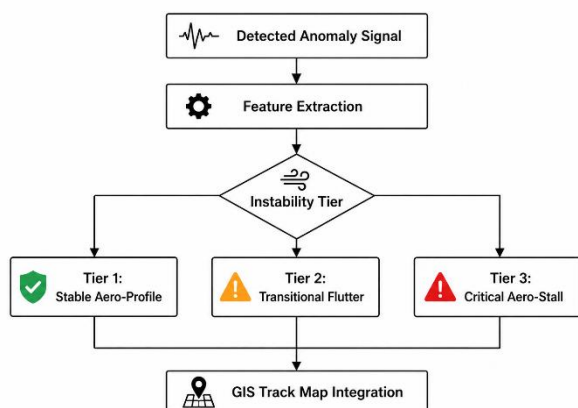 Detected Anomaly Signal
Feature Extraction
Instability Tier
Tier 1:
Stable Aero-Profile
Tier 2:
Transitional Flutter
Tier 3:
Critical Aero-Stall
GIS Track Map Integration